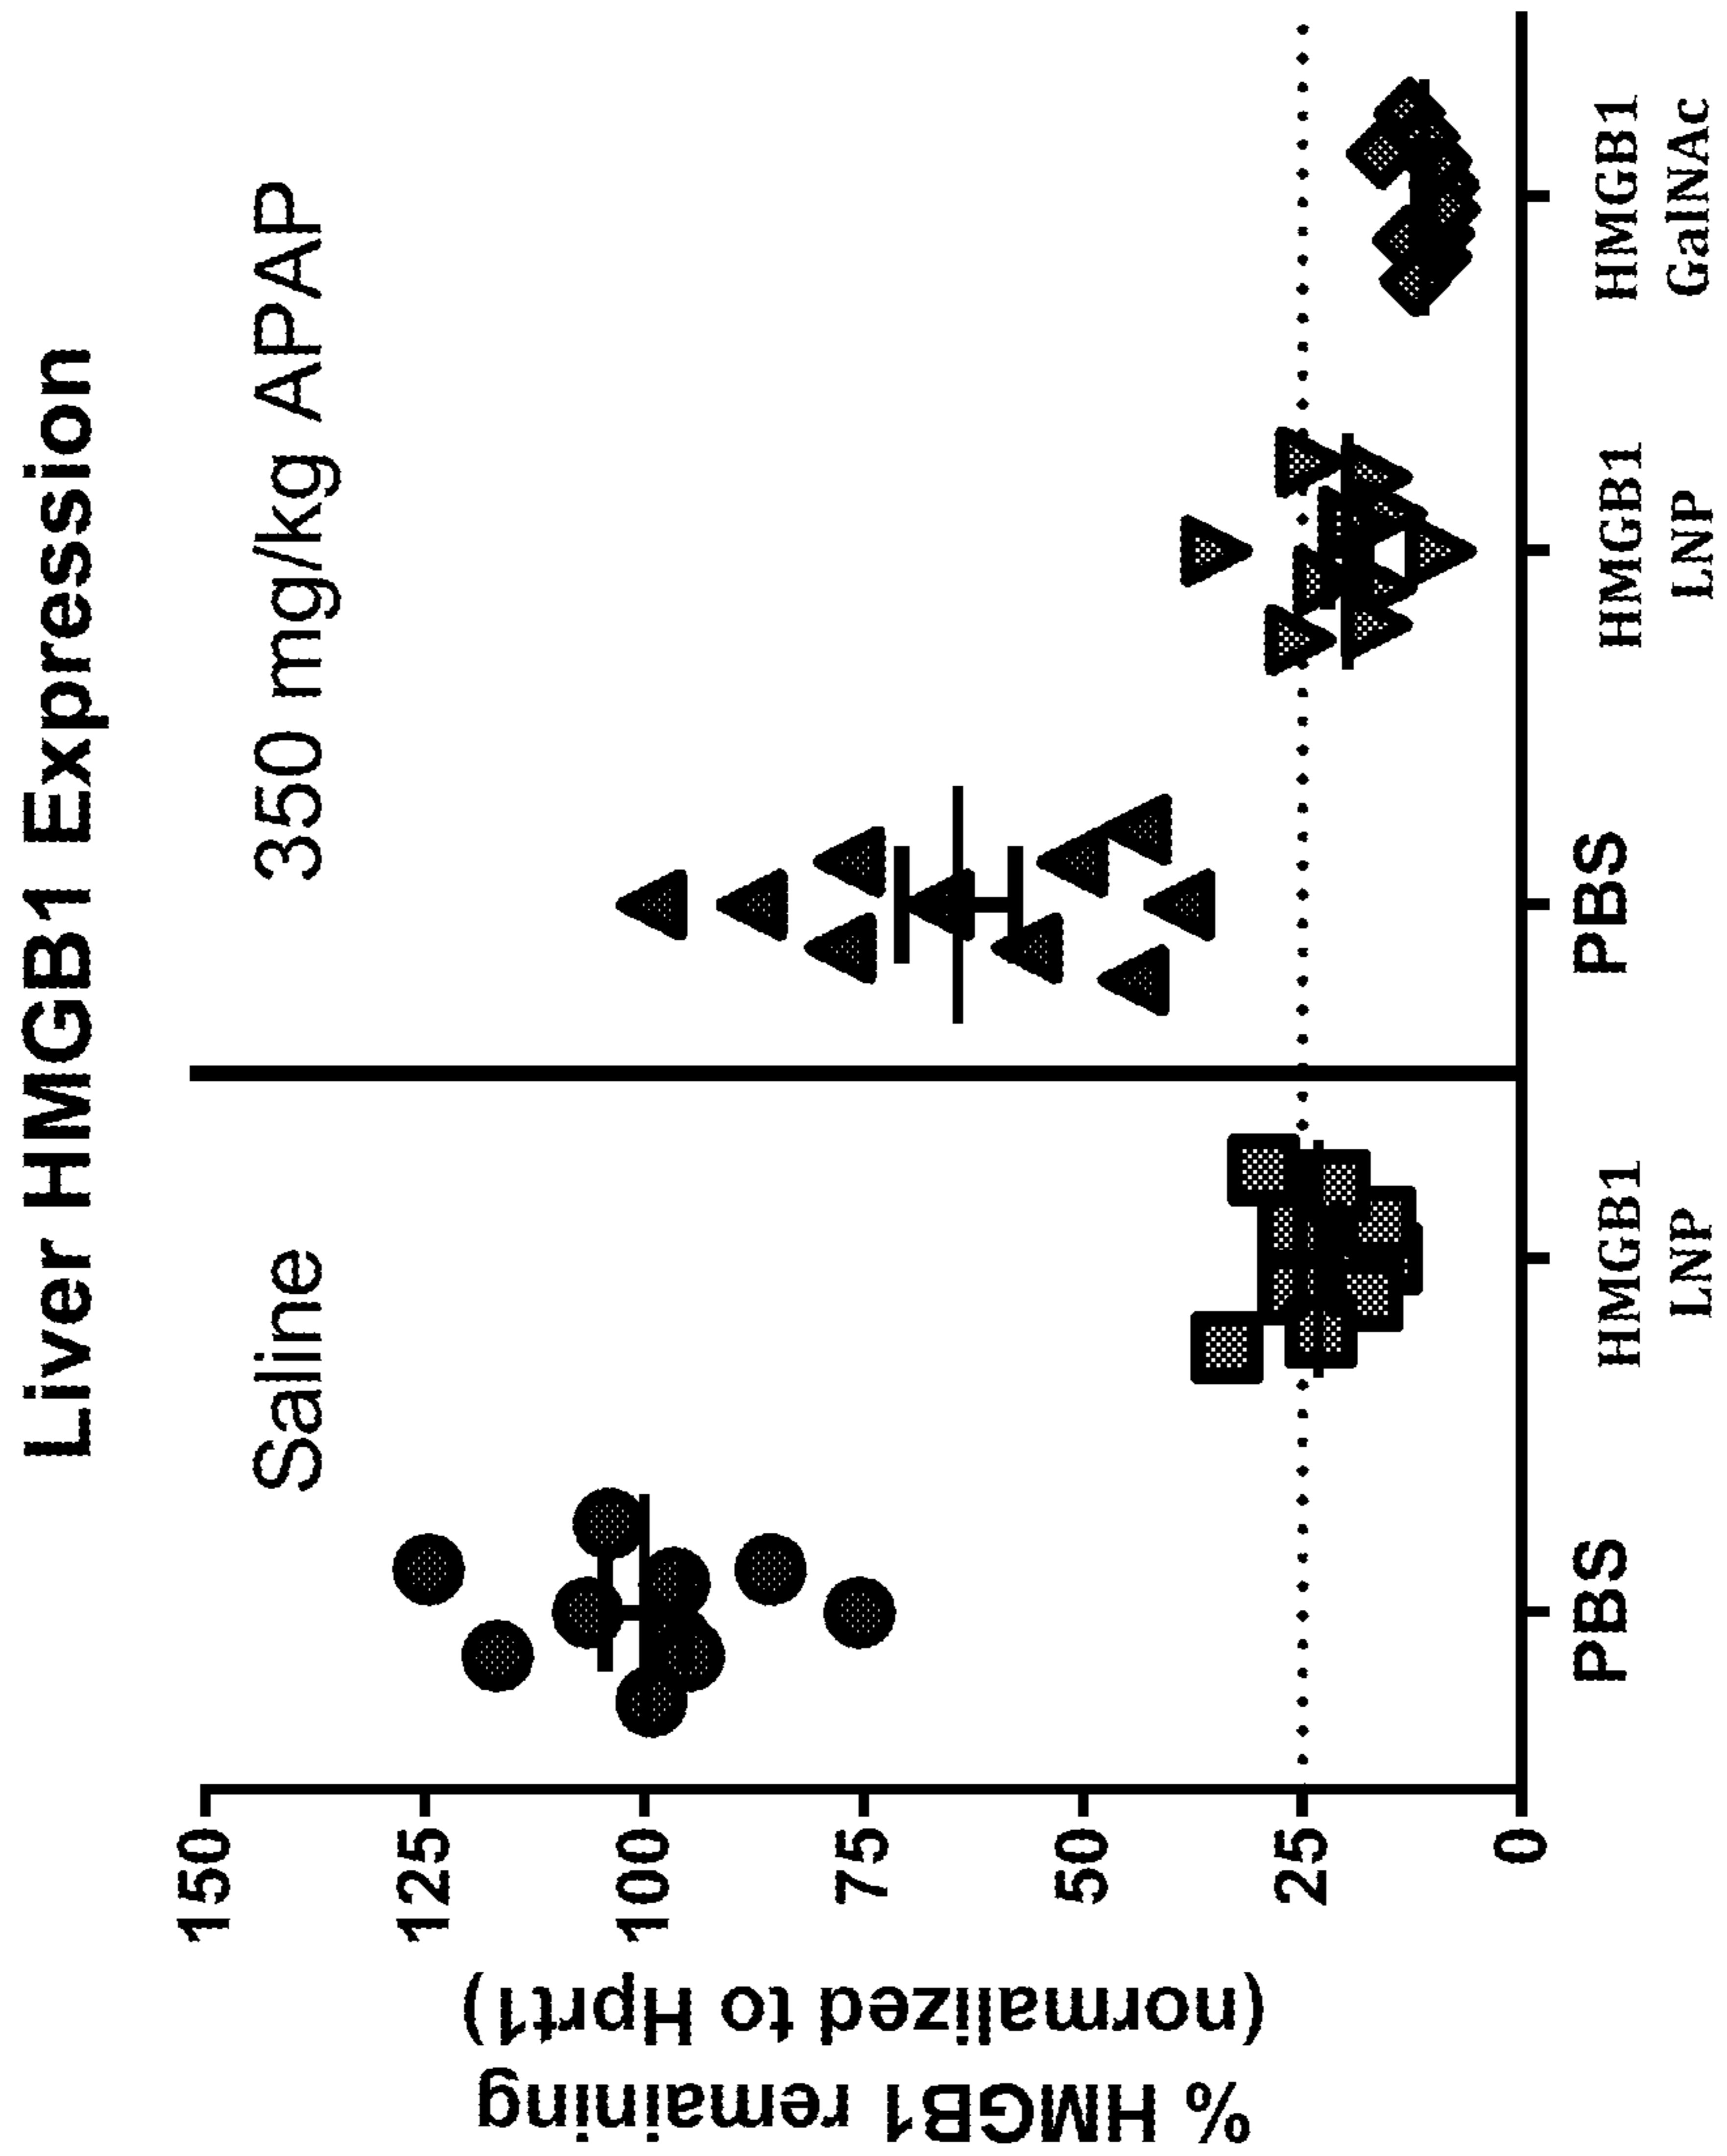 Liver HMGB1 Expression
Saline
350 mg/kg APAP
% HMGB1 remaining
(normalized to Hprt1)
150
125
100
75
50
25
0
PBS
HMGB1
LNP
PBS
HMGB1
LNP
HMGB1
GalNAc